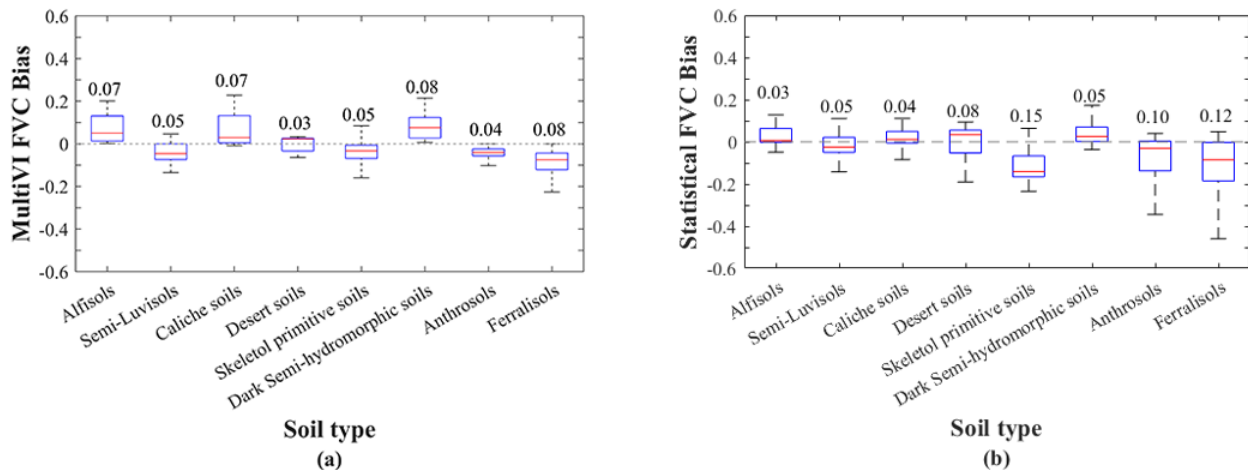 MultiVI FVC Bias
0.6
0.4
0.2
0
-0.2
-0.4
-0.6
0.07
0.05
0.07
0.03
0.05
0.08
0.04
0.08
Alfisols
Semi-Luvisols
Caliche soils
Desert soils
Skeletol primitive soils
Dark Semi-hydromorphic soils
Anthrosols
Ferralisols
Soil type
(a)
Statistical FVC Bias
0.6
0.4
0.2
0
-0.2
-0.4
-0.6
0.03
0.05
0.04
0.08
0.15
0.05
0.10
0.12
Alfisols
Semi-Luvisols
Caliche soils
Desert soils
Skeletol primitive soils
Dark Semi-hydromorphic soils
Anthrosols
Ferralisols
Soil type
(b)